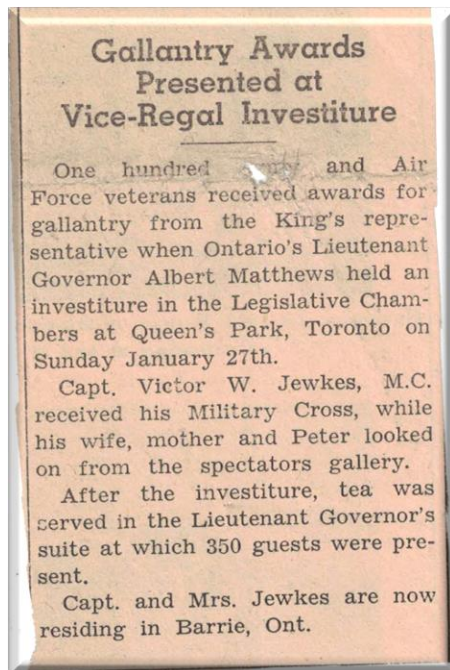 Gallantry Awards
Presented at
Vice-Regal Investiture
One hundred and Air
Force veterans received awards for
gallantry from the King's repre-
sentative when Ontario's Lieutenant
Governor Albert Matthews held an
investiture in the Legislative Cham-
bers at Queen's Park, Toronto on
Sunday January 27th.
Capt. Victor W. Jewkes, M.C.
received his Military Cross, while
his wife, mother and Peter looked
on from the spectators gallery.
After the investiture, tea was
served in the Lieutenant Governor's
suite at which 350 guests were pre-
sent.
Capt. and Mrs. Jewkes are now
residing in Barrie, Ont.